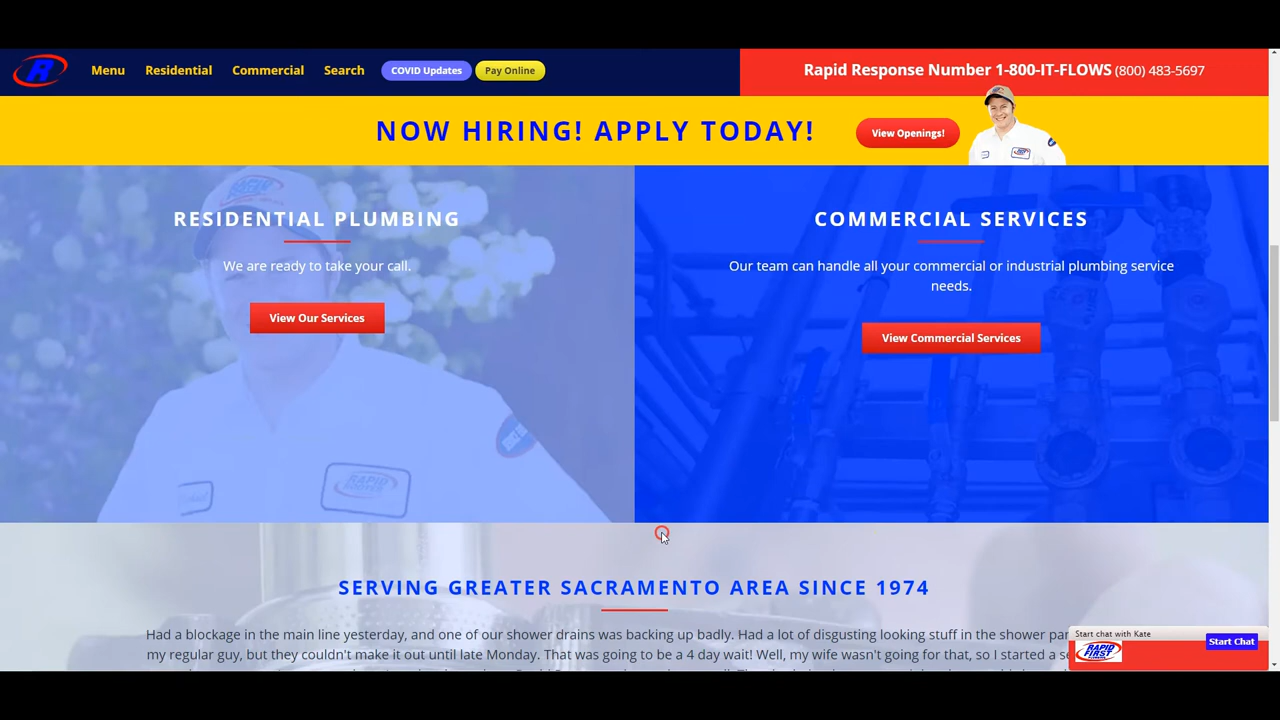 R
Menu Residential Commercial Search COVID Updates Pay Online
Rapid Response Number 1-800-IT-FLOWS (800) 483-5697
NOW HIRING! APPLY TODAY! View Openings!
RESIDENTIAL PLUMBING
We are ready to take your call.
View Our Services
COMMERCIAL SERVICES
Our team can handle all your commercial or industrial plumbing service
needs.
View Commercial Services
RAPID
RAPID
SERVING GREATER SACRAMENTO AREA SINCE 1974
Had a blockage in the main line yesterday, and one of our shower drains was backing up badly. Had a lot of disgusting looking stuff in the shower
my regular guy, but they couldn't make it out until late Monday. That was going to be a 4 day wait! Well, my wife wasn't going for that, so I started a
Start chat with Kate
RAPID
FIRST
Start Chat